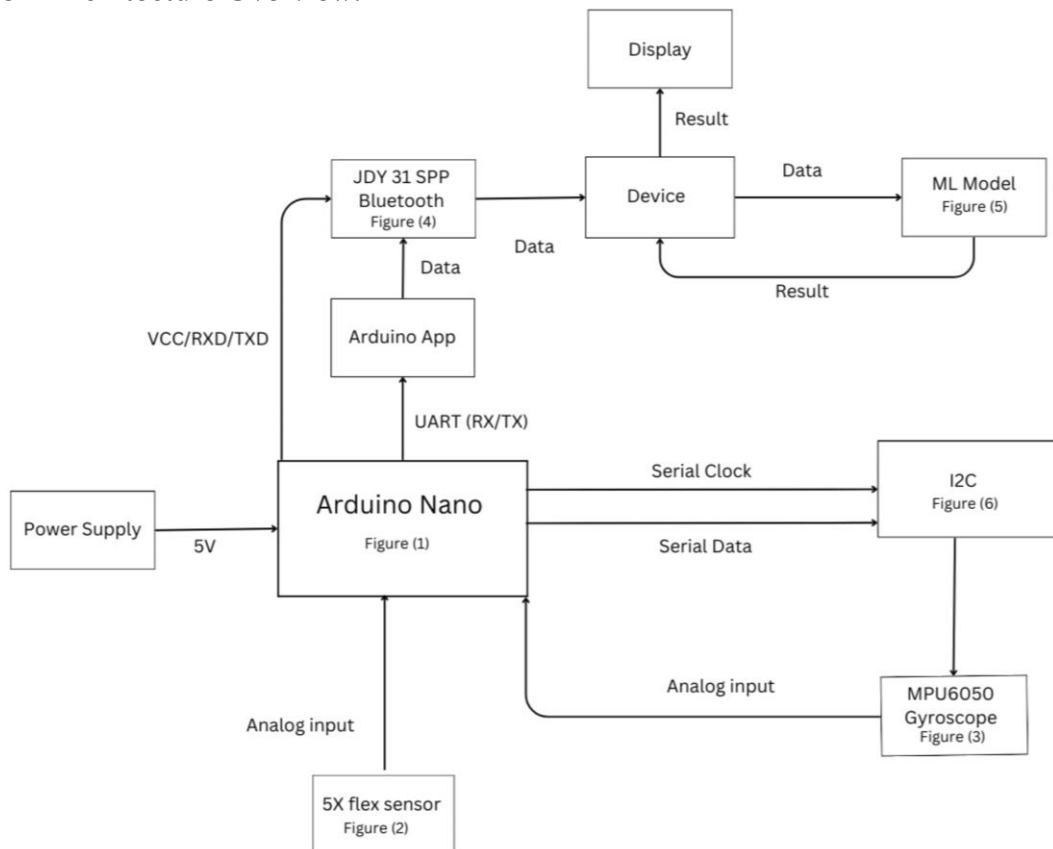 Display
Result
JDY 31 SPP
Bluetooth
Figure (4)
Device
Data
ML Model
Figure (5)
Data
Data
Result
VCC/RXD/TXD
Arduino App
UART (RX/TX)
Arduino Nano
Figure (1)
Serial Clock
I2C
Figure (6)
Power Supply
5V
Serial Data
Analog input
MPU6050
Gyroscope
Figure (3)
Analog input
5X flex sensor
Figure (2)